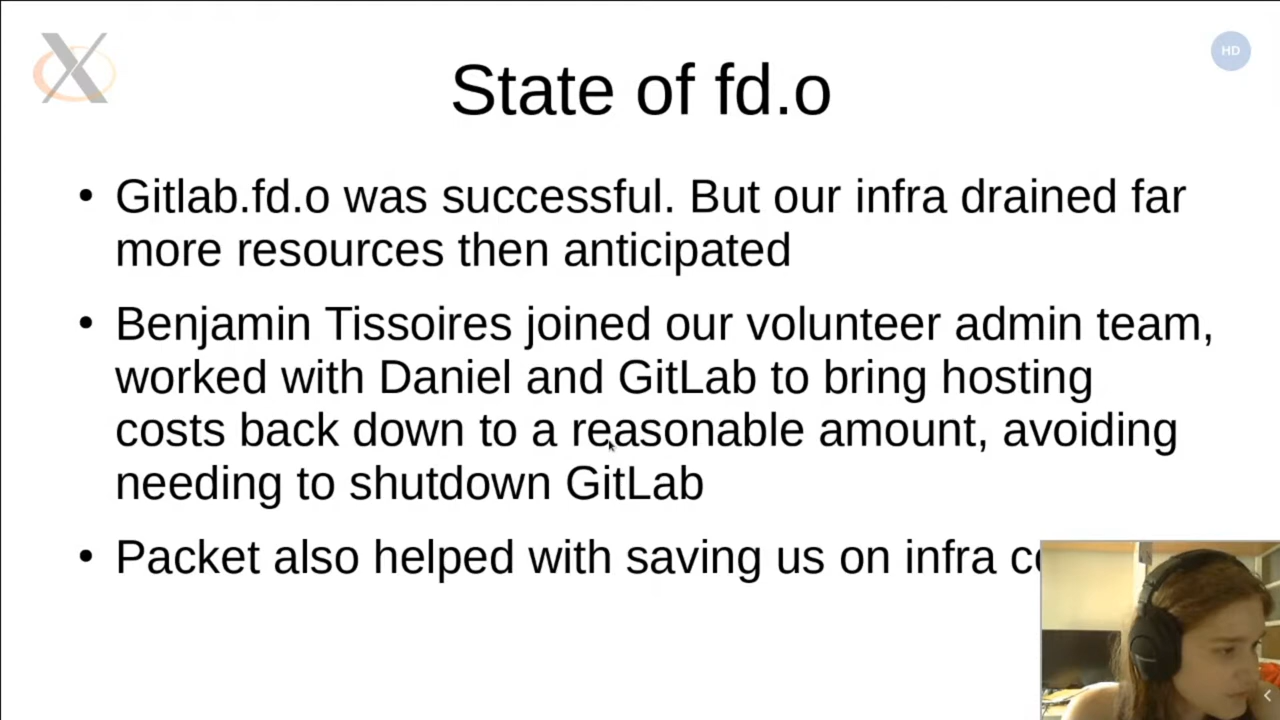 HD
State of fd.o
• Gitlab.fd.o was successful. But our infra drained far
more resources then anticipated
• Benjamin Tissoires joined our volunteer admin team,
worked with Daniel and GitLab to bring hosting
costs back down to a reasonable amount, avoiding
needing to shutdown GitLab
• Packet also helped with saving us on infra